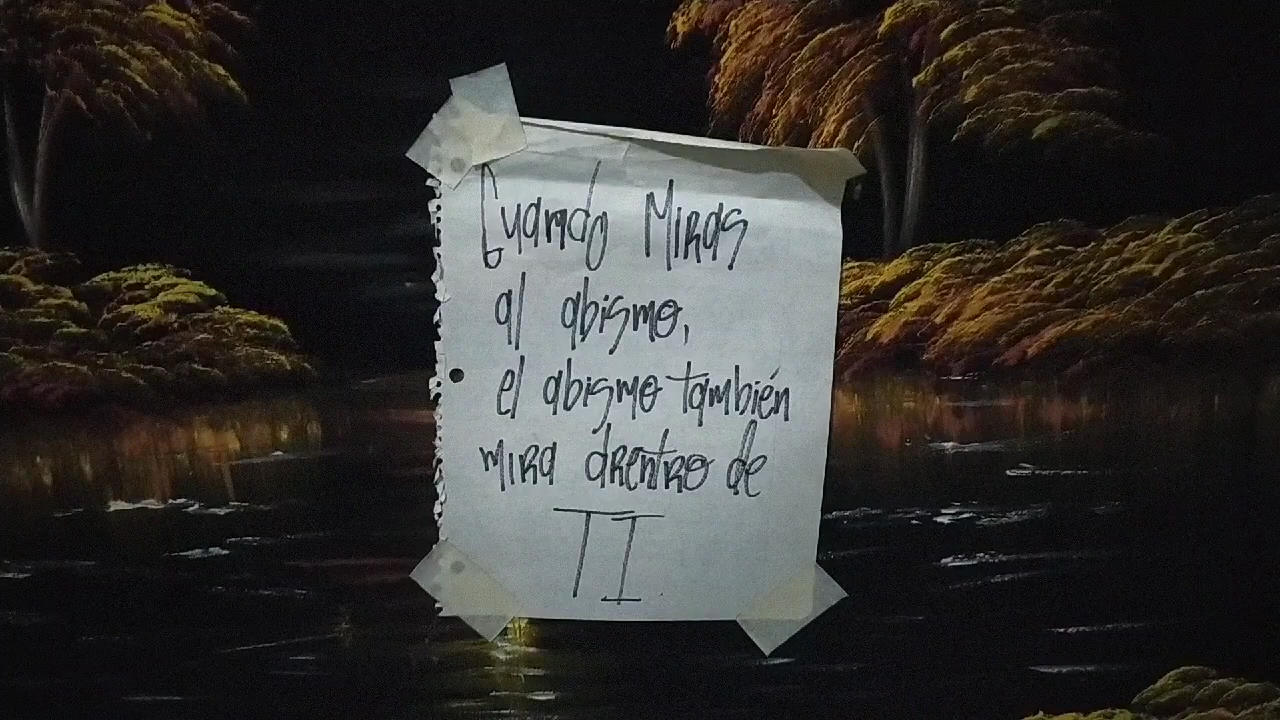 Cuando Miras
al abismo,
el abismo también
mira drentro de
TI